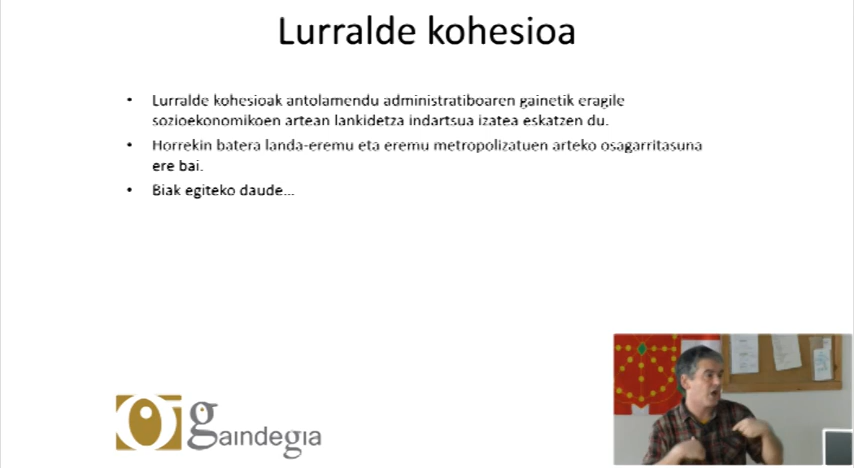 Lurralde kohesioa
• Lurralde kohesioak antolamendu administratiboaren gainetik eragile
sozioekonomikoen artean lankidetza indartsua izatea eskatzen du.
• Horrekin batera landa-eremu eta eremu metropolizatuen arteko osagarritasuna
ere bai.
• Biak egiteko daude...
gaindegia